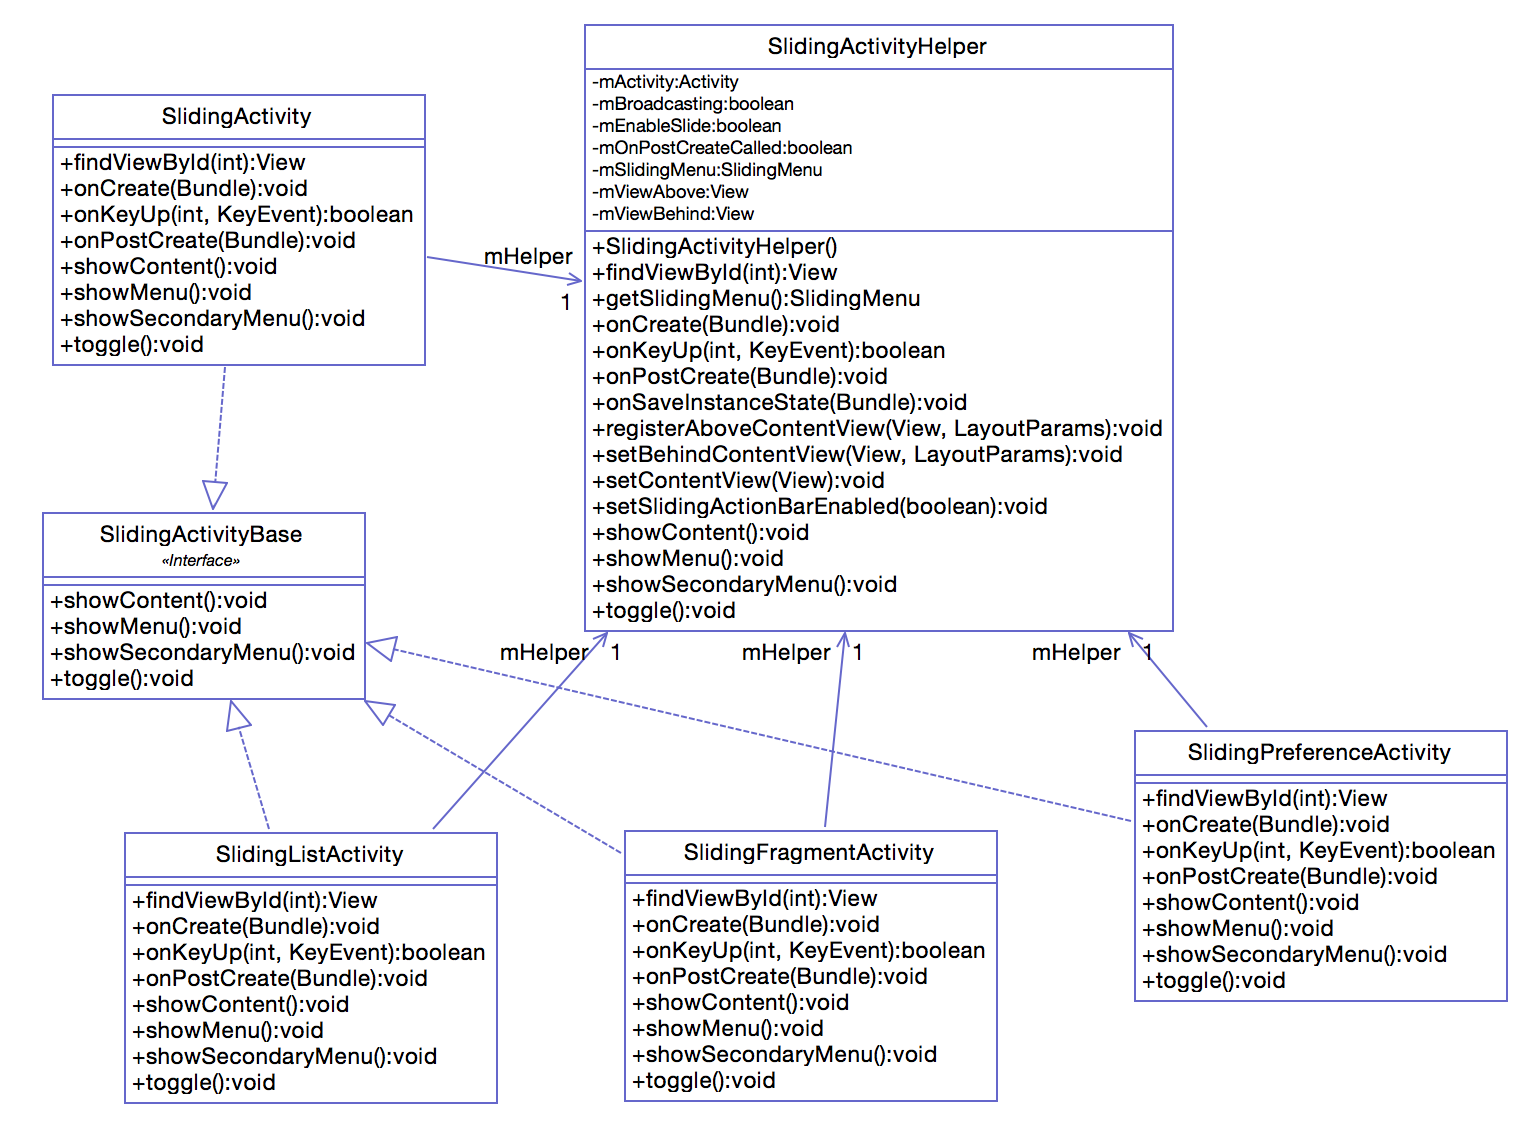 SlidingActivityHelper
-mActivity:Activity
-mBroadcasting:boolean
-mEnableSlide:boolean
-mOnPostCreateCalled:boolean
-mSlidingMenu:SlidingMenu
-mViewAbove:View
-mViewBehind:View
+SlidingActivityHelper()
+findViewById(int):View
+getSlidingMenu():SlidingMenu
+onCreate(Bundle):void
+onKeyUp(int, KeyEvent):boolean
+onPostCreate(Bundle):void
+onSaveInstanceState(Bundle):void
+registerAboveContentView(View, LayoutParams):void
+setBehindContentView(View, LayoutParams):void
+setContentView(View):void
+setSlidingActionBarEnabled(boolean):void
+showContent():void
+showMenu():void
+showSecondaryMenu():void
+toggle():void
SlidingActivity
+findViewById(int):View
+onCreate(Bundle):void
+onKeyUp(int, KeyEvent):boolean
+onPostCreate(Bundle):void
+showContent():void
+showMenu():void
+showSecondaryMenu():void
+toggle():void
mHelper
1
SlidingActivityBase
«Interface»
+showContent():void
+showMenu():void
+showSecondaryMenu():void
+toggle():void
mHelper 1
mHelper 1
mHelper 1
SlidingListActivity
+findViewById(int):View
+onCreate(Bundle):void
+onKeyUp(int, KeyEvent):boolean
+onPostCreate(Bundle):void
+showContent():void
+showMenu():void
+showSecondaryMenu():void
+toggle():void
SlidingFragmentActivity
+findViewById(int):View
+onCreate(Bundle):void
+onKeyUp(int, KeyEvent):boolean
+onPostCreate(Bundle):void
+showContent():void
+showMenu():void
+showSecondaryMenu():void
+toggle():void
SlidingPreferenceActivity
+findViewById(int):View
+onCreate(Bundle):void
+onKeyUp(int, KeyEvent):boolean
+onPostCreate(Bundle):void
+showContent():void
+showMenu():void
+showSecondaryMenu():void
+toggle():void